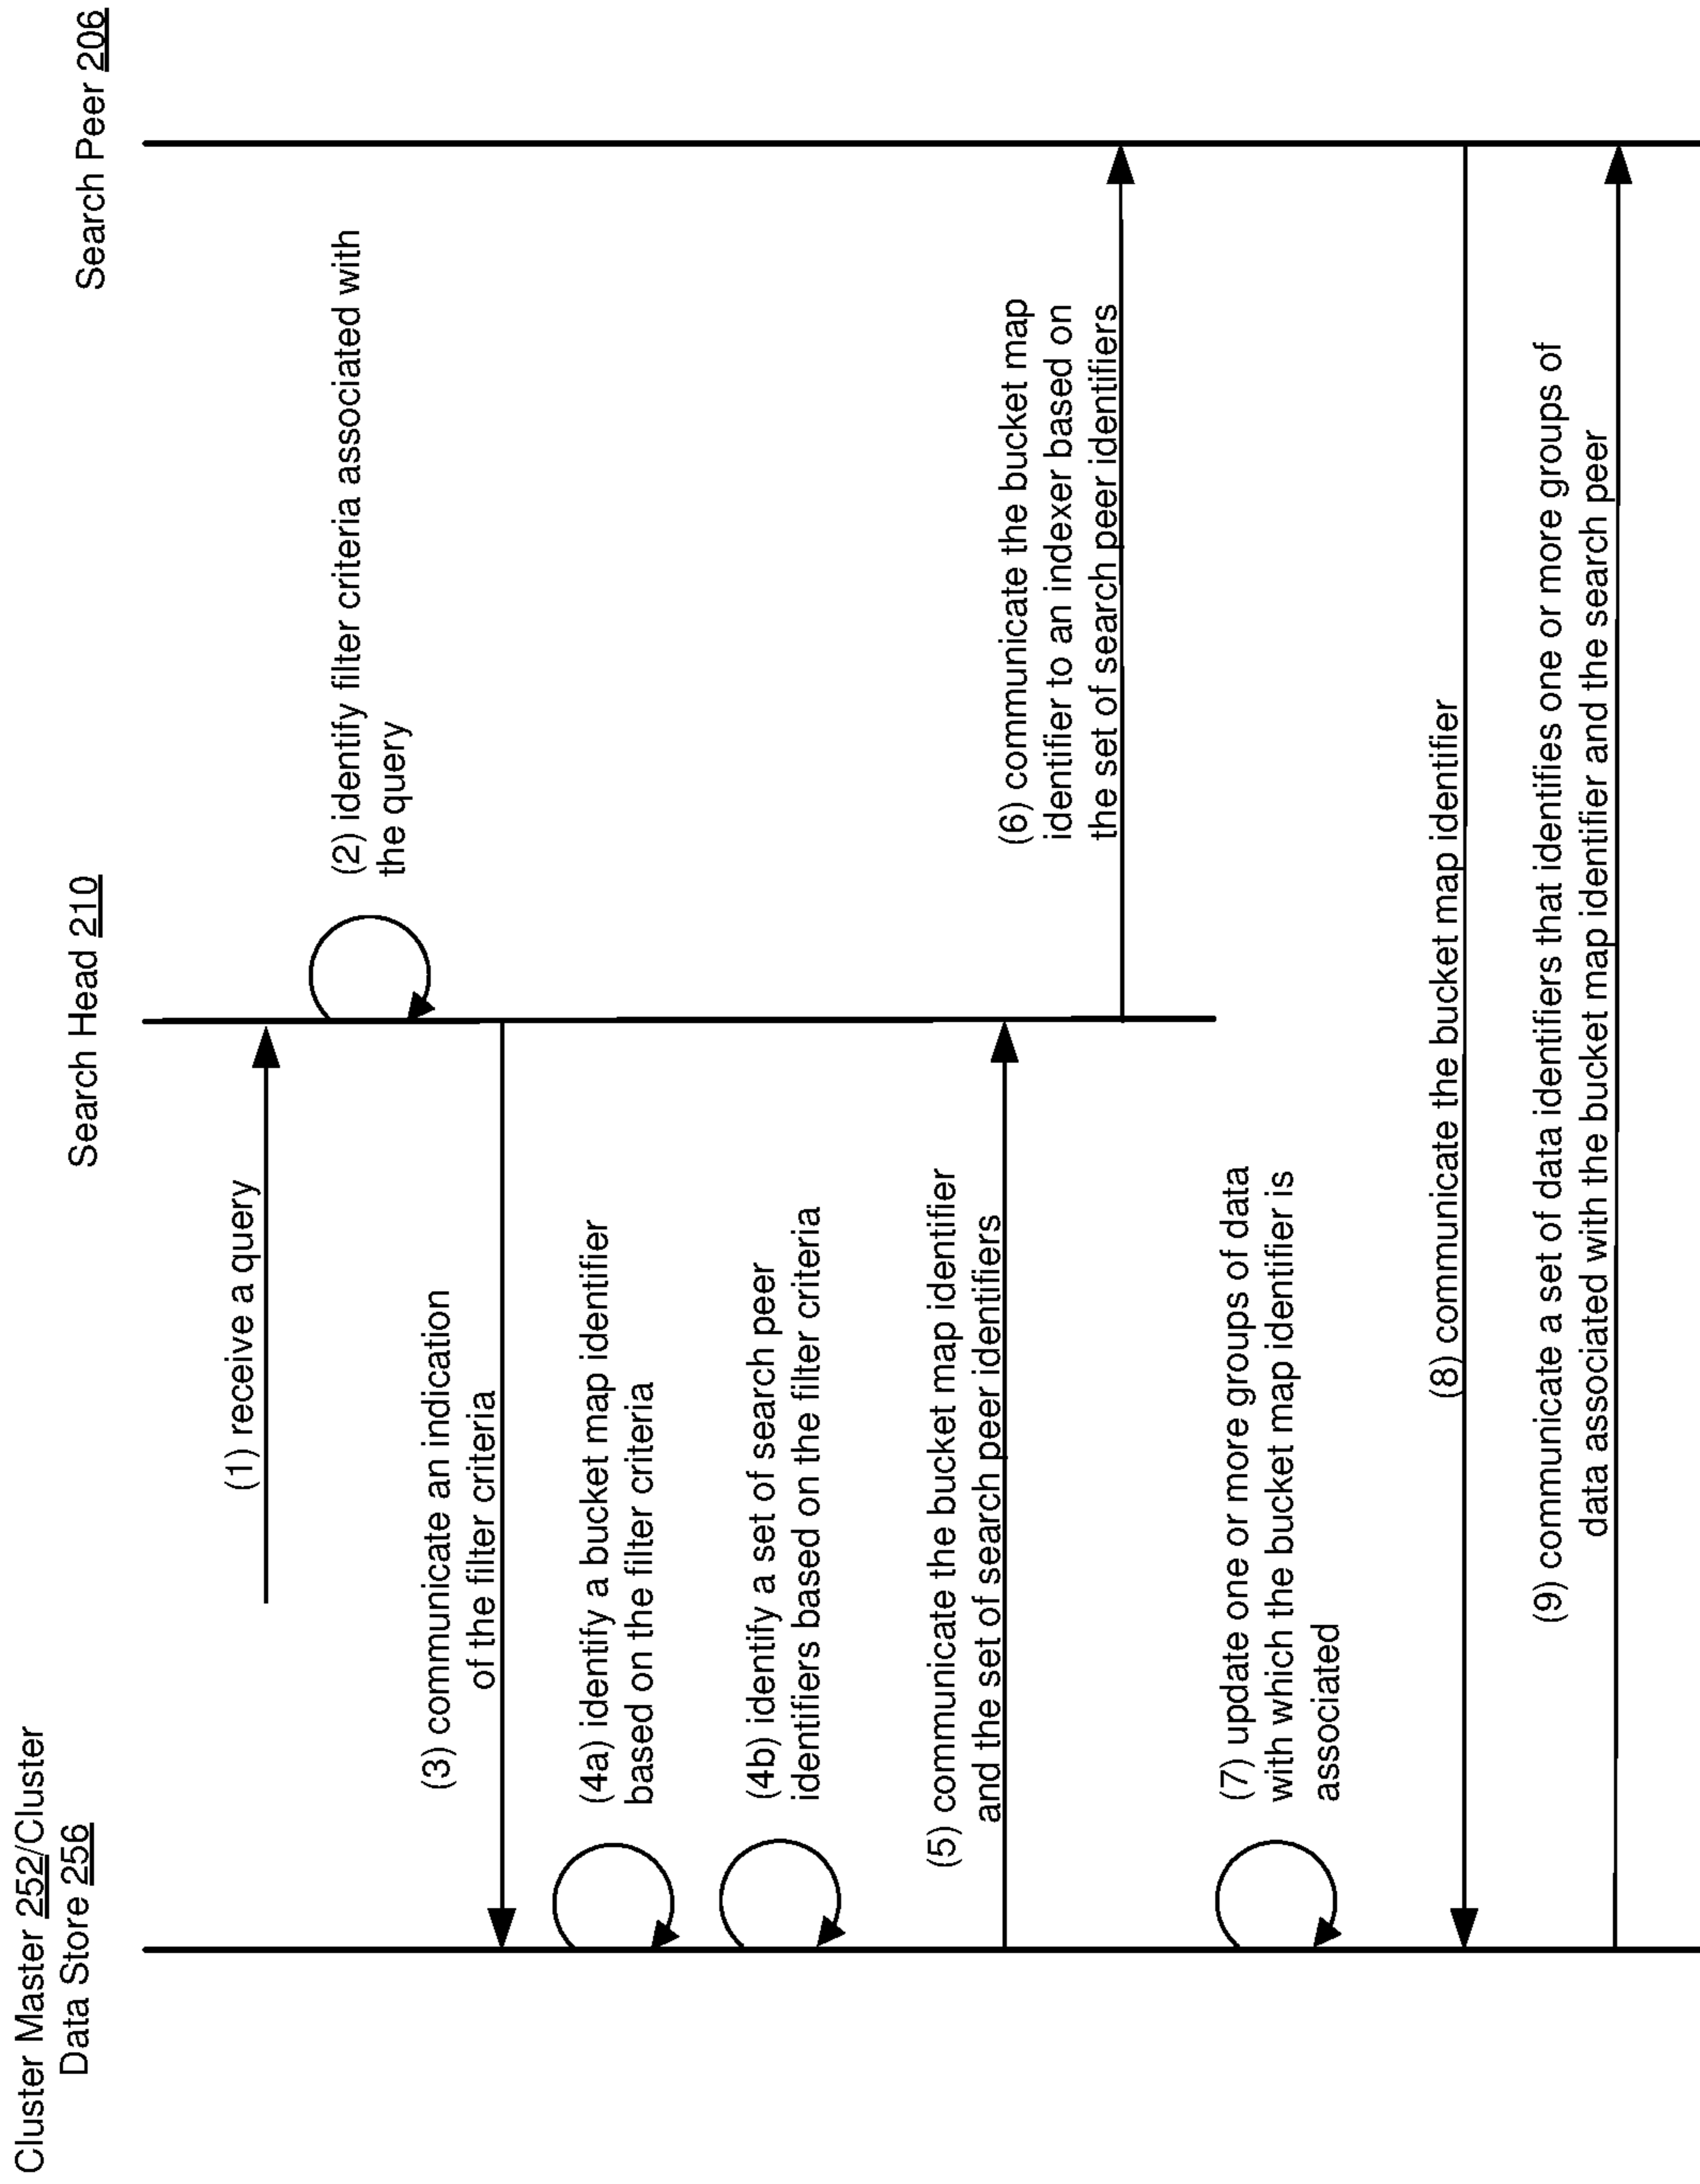 Cluster Master 252/Cluster
Data Store 256
Search Head 210
Search Peer 206
(1) receive a query
(2) identify filter criteria associated with
the query
(3) communicate an indication
of the filter criteria
(4a) identify a bucket map identifier
based on the filter criteria
(4b) identify a set of search peer
identifiers based on the filter criteria
(5) communicate the bucket map identifier
and the set of search peer identifiers
(6) communicate the bucket map
identifier to an indexer based on
the set of search peer identifiers
(7) update one or more groups of data
with which the bucket map identifier is
associated
(8) communicate the bucket map identifier
(9) communicate a set of data identifiers that identifies one or more groups of
data associated with the bucket map identifier and the search peer